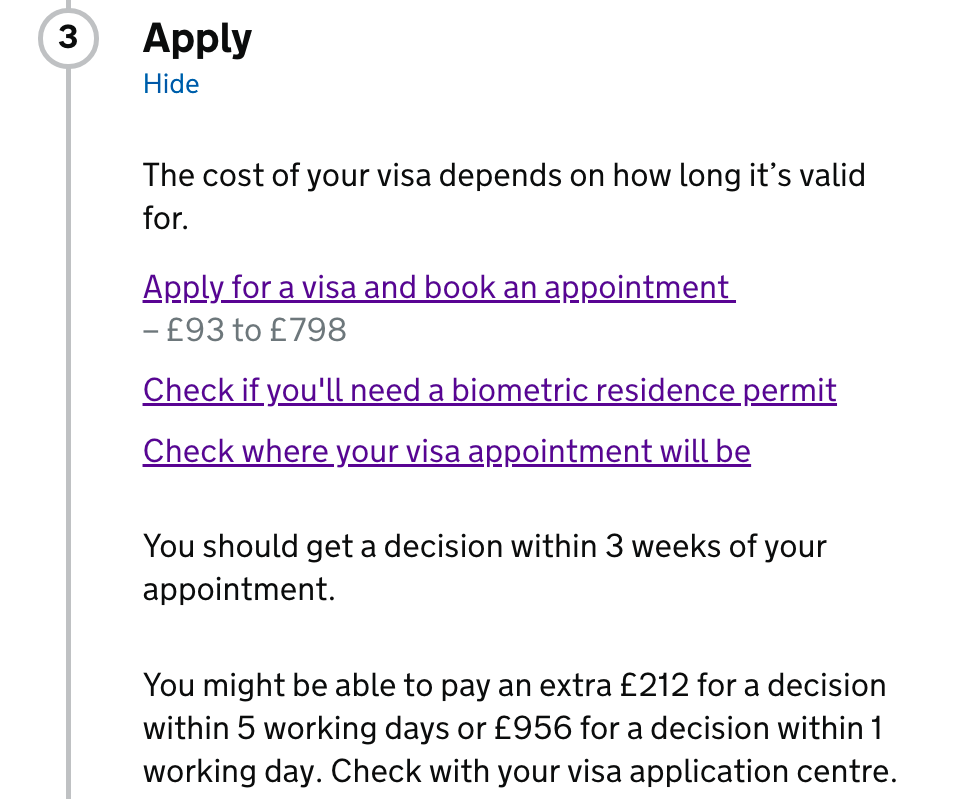 3
Apply
Hide
The cost of your visa depends on how long it’s valid
for.
Apply for a visa and book an appointment
– £93 to £798
Check if you'll need a biometric residence permit
Check where your visa appointment will be
You should get a decision within 3 weeks of your
appointment.
You might be able to pay an extra £212 for a decision
within 5 working days or £956 for a decision within 1
working day. Check with your visa application centre.